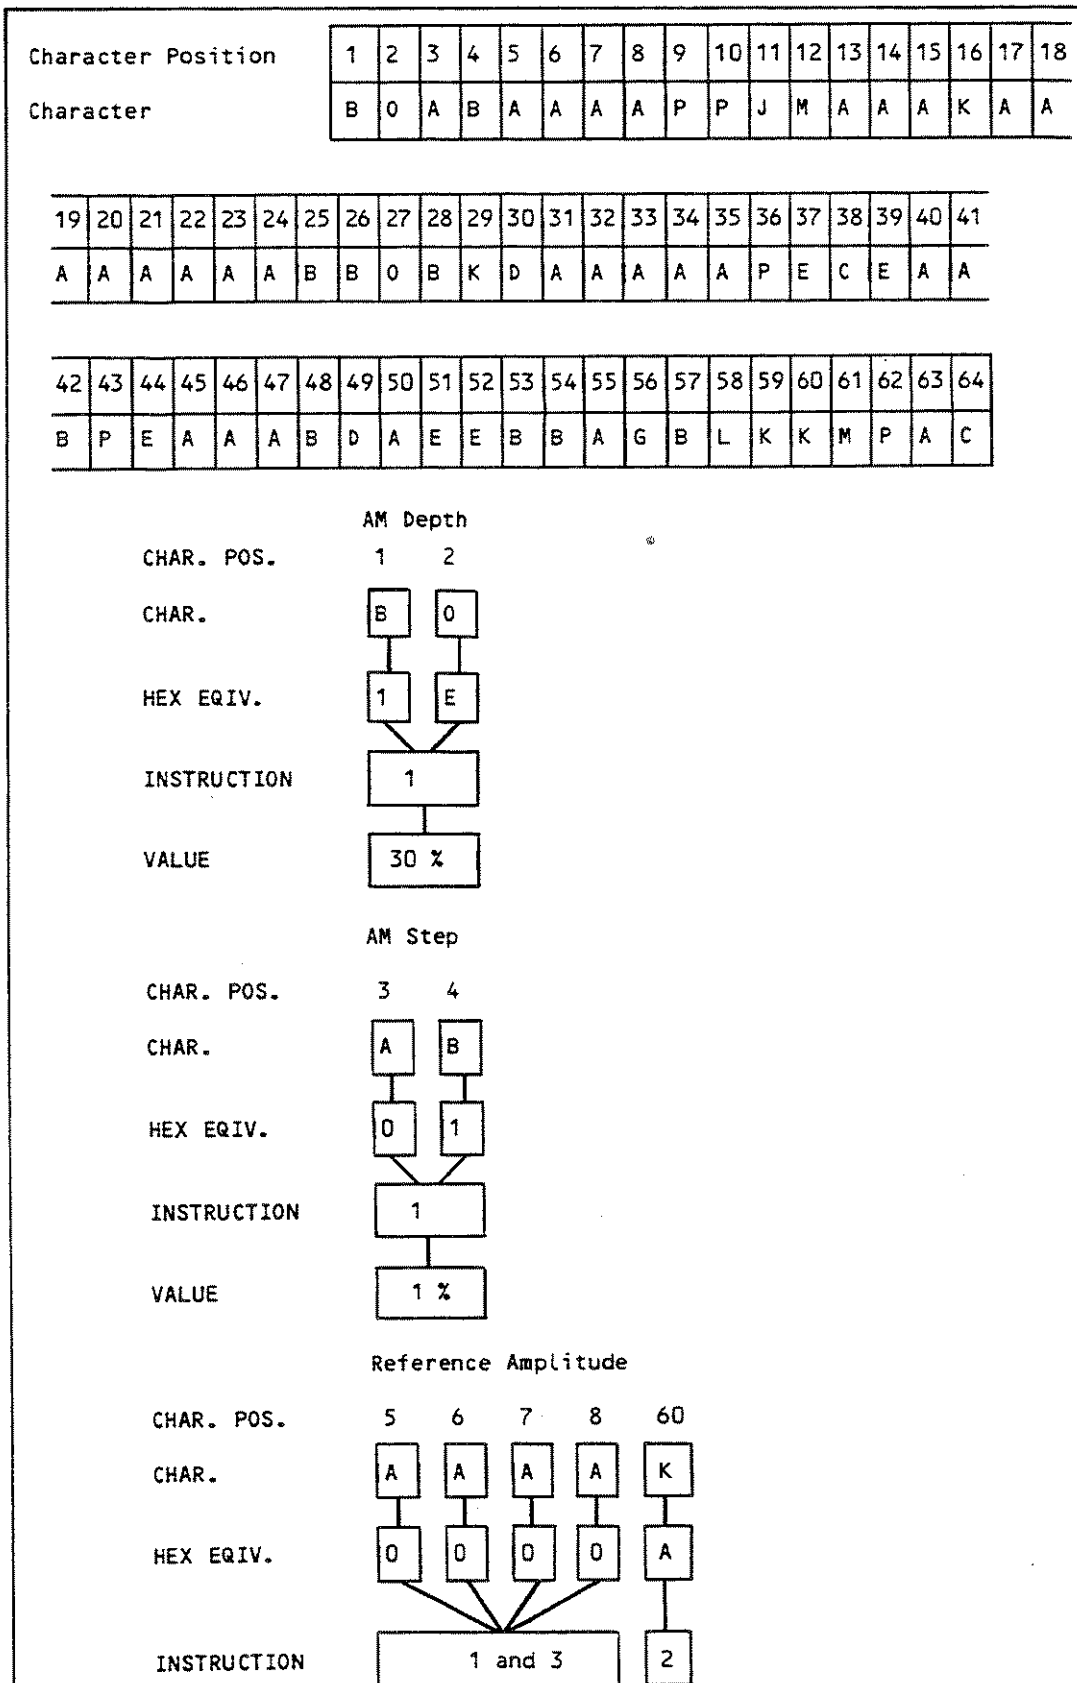 Character Position 1 2 3 4 5 6 7 8 9 10 11 12 13 14 15 16 17 18
Character B O A B A A A A P P J M A A A K A A
19 20 21 22 23 24 25 26 27 28 29 30 31 32 33 34 35 36 37 38 39 40 41
A A A A A A B B O B K D A A A A A P E C E A A
42 43 44 45 46 47 48 49 50 51 52 53 54 55 56 57 58 59 60 61 62 63 64
B P E A A A B D A E E B B A G B L K K M P A C
AM Depth
CHAR. POS. 1 2
CHAR. B O
HEX EQIV. 1 E
INSTRUCTION 1
VALUE 30 %
AM Step
CHAR. POS. 3 4
CHAR. A B
HEX EQIV. 0 1
INSTRUCTION 1
VALUE 1 %
Reference Amplitude
CHAR. POS. 5 6 7 8 60
CHAR. A A A A K
HEX EQIV. 0 0 0 0 A
INSTRUCTION 1 and 3 2